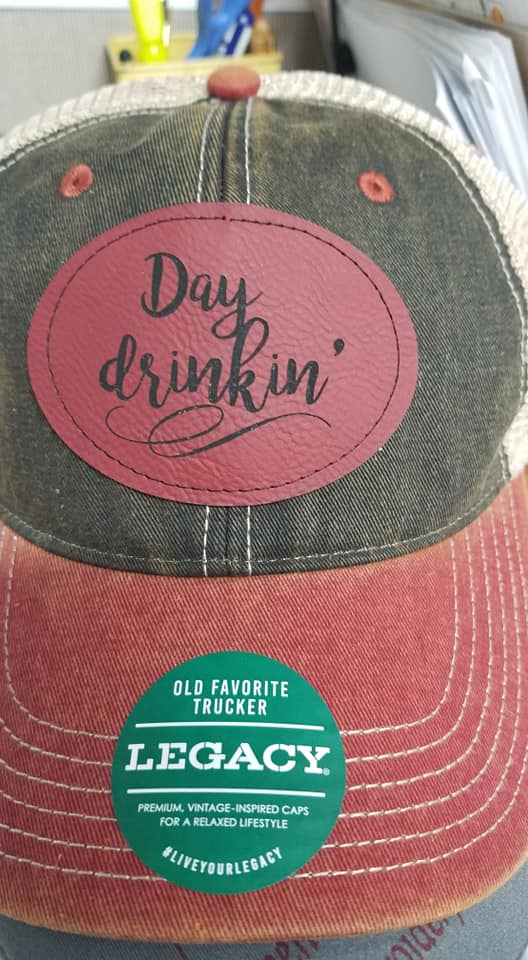 Day
drinkin'
OLD FAVORITE
TRUCKER
LEGACY®
PREMIUM, VINTAGE-INSPIRED CAPS
FOR A RELAXED LIFESTYLE
#LIVEYOURLEGACY